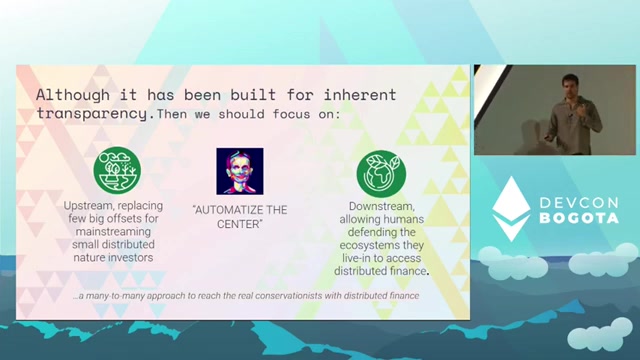 Although it has been built for inherent
transparency.Then we should focus on:
Upstream, replacing
few big offsets for
mainstreaming
small distributed
nature investors
“AUTOMATIZE THE
CENTER”
Downstream,
allowing humans
defending the
ecosystems they
live-in to access
distributed finance.
...a many-to-many approach to reach the real conservationists with distributed finance
DEVCON
BOGOTA